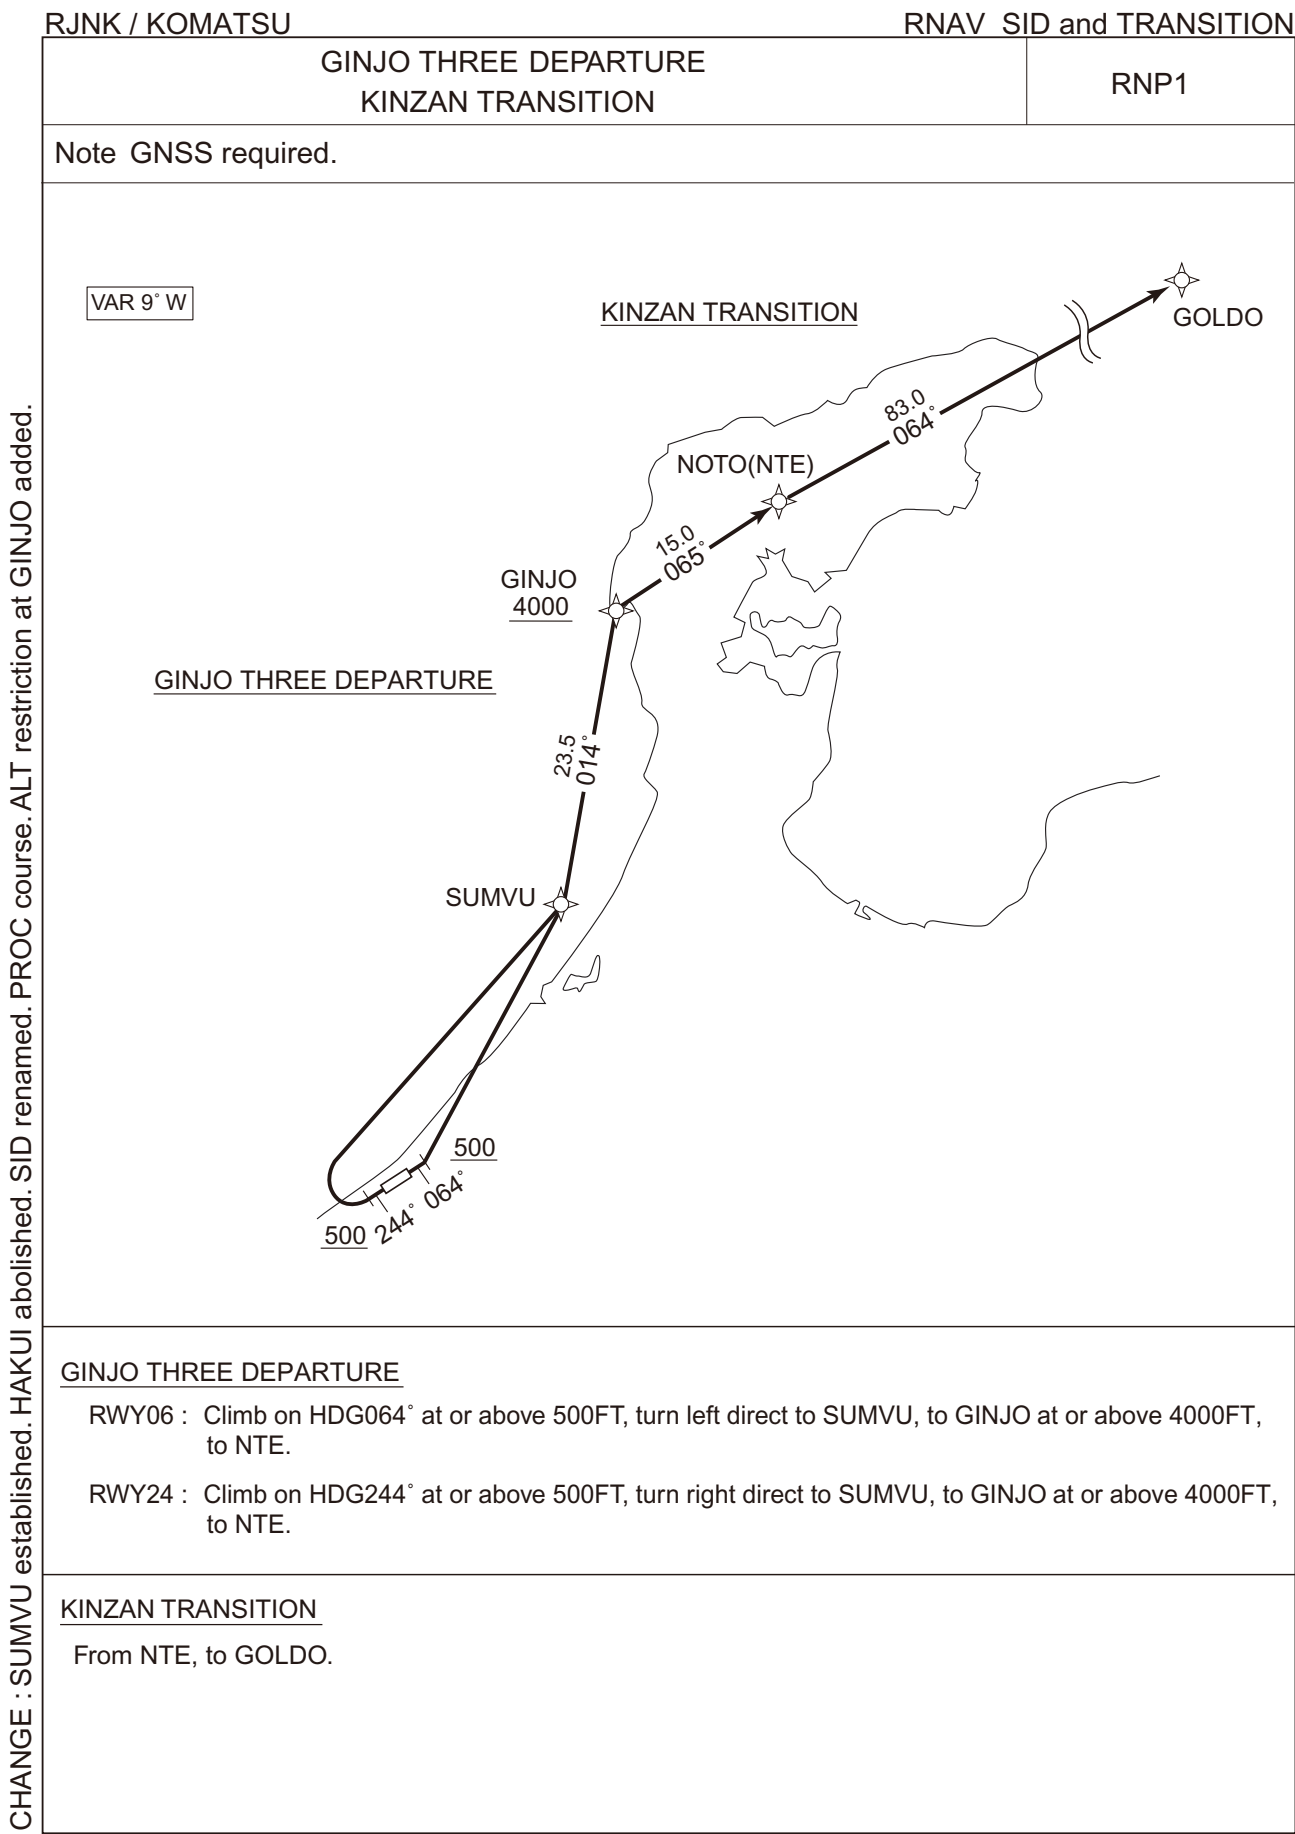 RJNK / KOMATSU
RNAV SID and TRANSITION
GINJO THREE DEPARTURE
KINZAN TRANSITION
RNP1
Note GNSS required.
VAR 9° W
KINZAN TRANSITION
GOLDO
83.0
064°
NOTO(NTE)
15.0
065°
GINJO
4000
GINJO THREE DEPARTURE
23.5
014°
SUMVU
500
064°
500
244°
GINJO THREE DEPARTURE
RWY06 : Climb on HDG064° at or above 500FT, turn left direct to SUMVU, to GINJO at or above 4000FT,
to NTE.
RWY24 : Climb on HDG244° at or above 500FT, turn right direct to SUMVU, to GINJO at or above 4000FT,
to NTE.
KINZAN TRANSITION
From NTE, to GOLDO.
CHANGE : SUMVU established. HAKUI abolished. SID renamed. PROC course. ALT restriction at GINJO added.